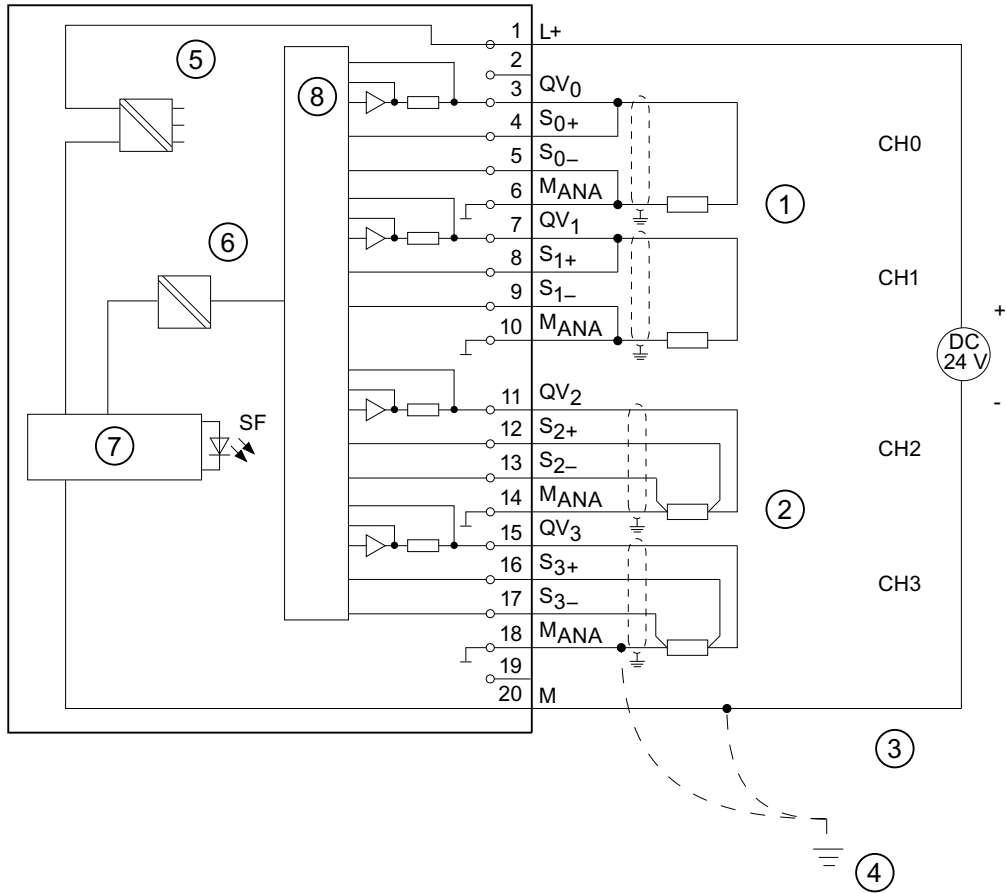 1 L+
2
3 QV0
4 S0+
5 S0–
6 MANA
7 QV1
8 S1+
9 S1–
10 MANA
11 QV2
12 S2+
13 S2–
14 MANA
15 QV3
16 S3+
17 S3–
18 MANA
19
20 M
5
8
6
7
SF
CH0
1
CH1
+
DC
24 V
-
CH2
2
CH3
3
4